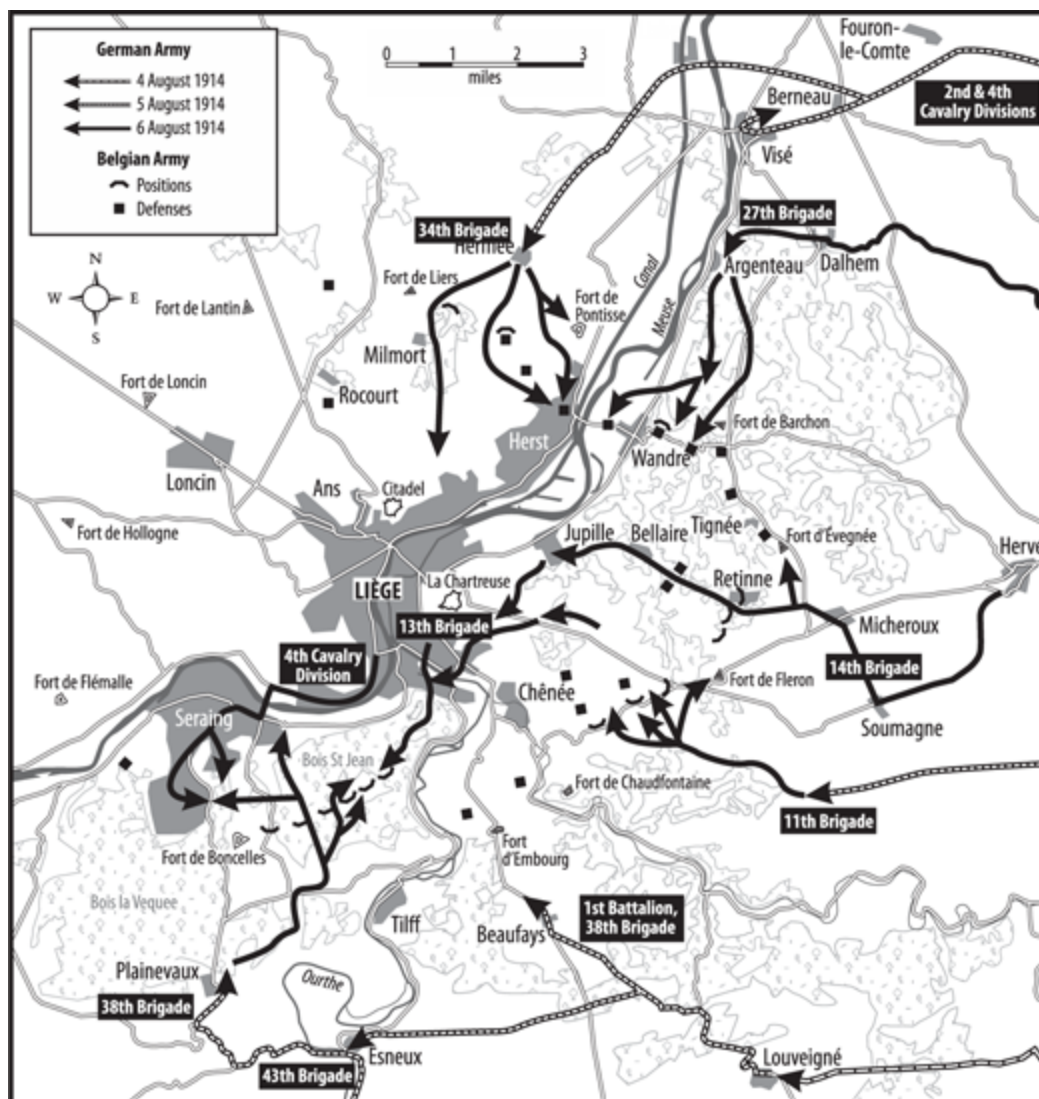 German Army
4 August 1914
5 August 1914
6 August 1914
Belgian Army
Positions
Defenses
0 1 2 3
miles
N
W E
S
Fouron-
le-Comte
2nd & 4th
Cavalry Divisions
Berneau
Visé
34th Brigade
Hermée
27th Brigade
Argenteau
Dalhem
Canal
Meuse
Fort de Liers
Fort de Lantin
Fort de
Pontisse
Milmort
Rocourt
Fort de Loncin
Herst
Wandre
Fort de Barchon
Loncin
Ans
Citadel
Fort de Hollogne
Jupille
Bellaire
Tignée
Fort d'Évegnée
Herve
LIÈGE
La Chartreuse
Retinne
Micheroux
13th Brigade
14th Brigade
4th Cavalry
Division
Fort de Flémalle
Fort de Fleron
Chênée
Soumagne
Seraing
Bois St Jean
Fort de Chaudfontaine
11th Brigade
Fort de Boncelles
Fort
d'Embourg
Bois la Vequee
Tilff
Beaufays
1st Battalion,
38th Brigade
Plainevaux
Ourthe
38th Brigade
Esneux
43th Brigade
Louveigné